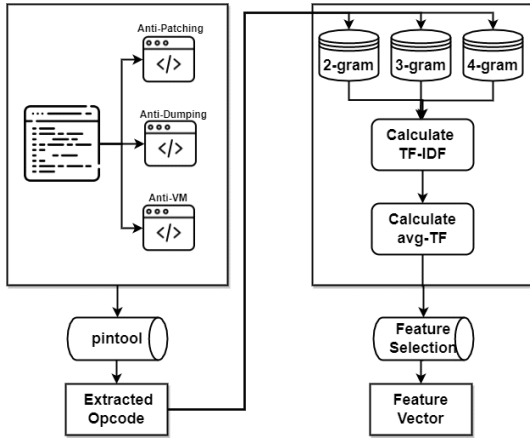 Anti-Patching
</>
Anti-Dumping
</>
Anti-VM
</>
pintool
Extracted
Opcode
2-gram
3-gram
4-gram
Calculate
TF-IDF
Calculate
avg-TF
Feature
Selection
Feature
Vector